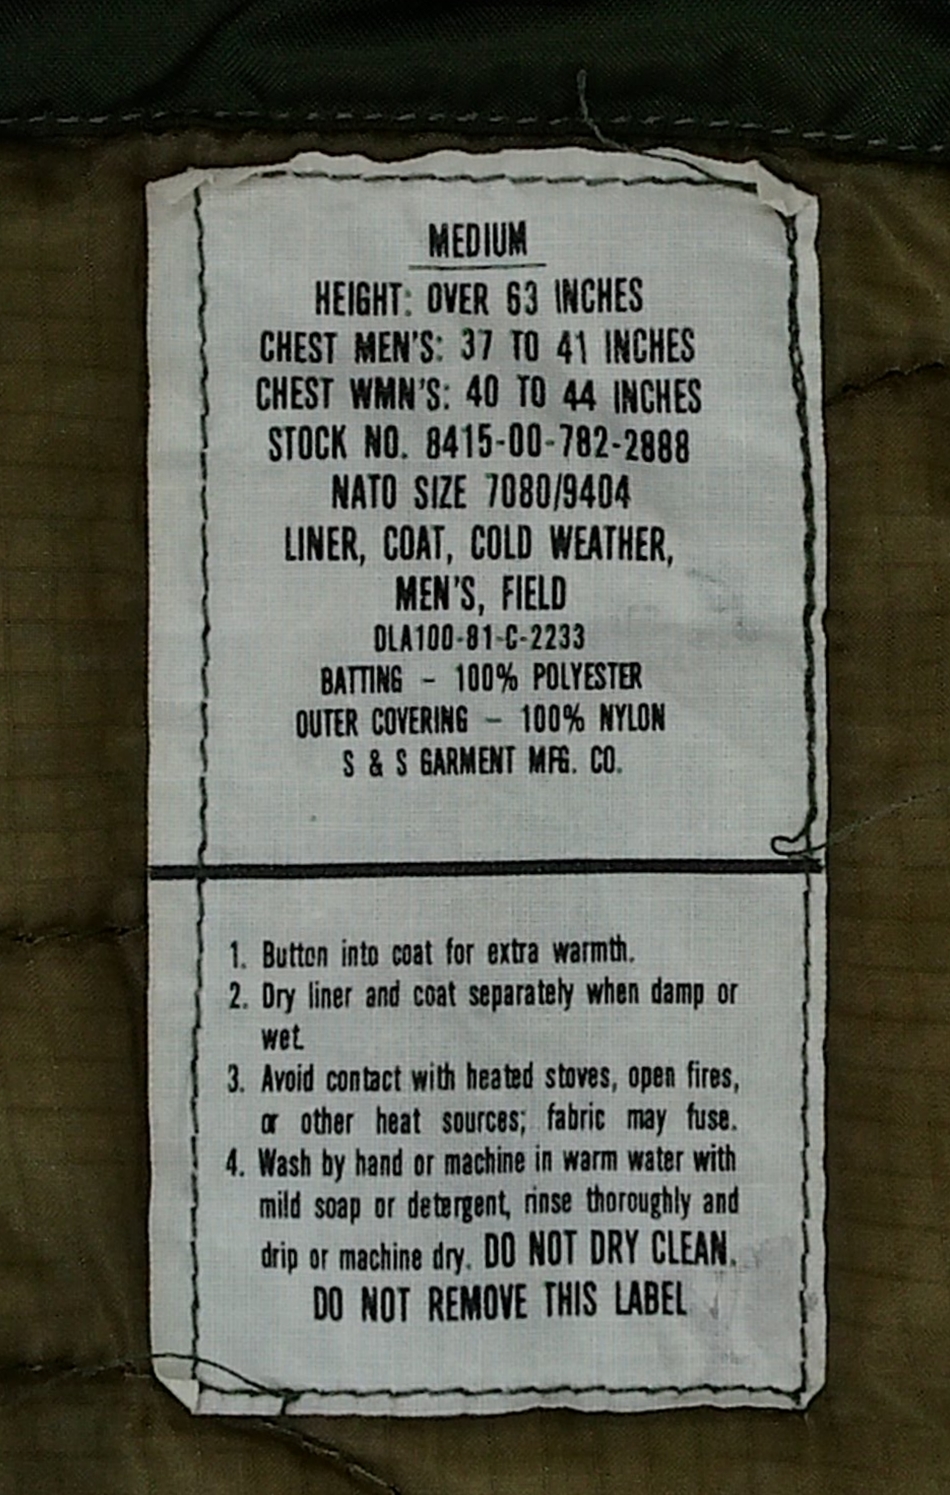 MEDIUM
HEIGHT: OVER 63 INCHES
CHEST MEN'S: 37 TO 41 INCHES
CHEST WMN'S: 40 TO 44 INCHES
STOCK NO. 8415-00-782-2888
NATO SIZE 7080/9404
LINER, COAT, COLD WEATHER,
MEN'S, FIELD
DLA100-81-C-2233
BATTING – 100% POLYESTER
OUTER COVERING – 100% NYLON
S & S GARMENT MFG. CO.
1. Button into coat for extra warmth.
2. Dry liner and coat separately when damp or
wet.
3. Avoid contact with heated stoves, open fires,
or other heat sources; fabric may fuse.
4. Wash by hand or machine in warm water with
mild soap or detergent, rinse thoroughly and
drip or machine dry. DO NOT DRY CLEAN.
DO NOT REMOVE THIS LABEL